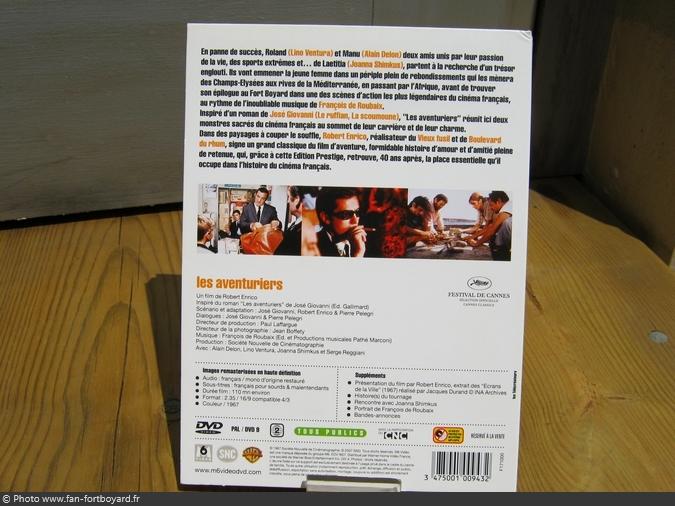 En panne de succès, Roland (Lino Ventura) et Manu (Alain Delon) deux amis unis par leur passion
de la vie, des sports extrêmes et… de Laetitia (Joanna Shimkus), partent à la recherche d'un trésor
englouti. Ils vont emmener la jeune femme dans un périple plein de rebondissements qui les mènera
des Champs-Elysées aux rives de la Méditerranée, en passant par l'Afrique, avant de trouver
son épilogue au Fort Boyard dans une des scènes d'action les plus légendaires du cinéma français,
au rythme de l'inoubliable musique de François de Roubaix.
Inspiré d'un roman de José Giovanni (Le ruffian, La scoumoune), "Les aventuriers" réunit ici deux
monstres sacrés du cinéma français au sommet de leur carrière et de leur charme.
Dans des paysages à couper le souffle, Robert Enrico, réalisateur du Vieux fusil et de Boulevard
du rhum, signe un grand classique du film d'aventure, formidable histoire d'amour et d'amitié pleine
de retenue, qui, grâce à cette Edition Prestige, retrouve, 40 ans après, la place essentielle qu'il
occupe dans l'histoire du cinéma français.
les aventuriers
Un film de Robert Enrico
Inspiré du roman "Les aventuriers" de José Giovanni (Ed. Gallimard)
Scénario et adaptation : José Giovanni, Robert Enrico & Pierre Pelegri
Dialogues : José Giovanni & Pierre Pelegri
Directeur de production : Paul Laffargue
Directeur de la photographie : Jean Boffety
Musique : François de Roubaix (Ed. et Productions musicales Pathé Marconi)
Production : Société Nouvelle de Cinématographie
Avec : Alain Delon, Lino Ventura, Joanna Shimkus et Serge Reggiani
FESTIVAL DE CANNES
SÉLECTION OFFICIELLE
CANNES CLASSICS
Images remasterisées en haute définition
• Audio : français / mono d'origine restauré
• Sous-titres : français pour sourds & malentendants
• Durée film : 110 mn environ
• Format : 2.35 / 16/9 compatible 4/3
• Couleur / 1967
Suppléments
• Présentation du film par Robert Enrico, extrait des "Ecrans
de la Ville" (1967) réalisé par Jacques Durand © INA Archives
• Histoire(s) du tournage
• Rencontre avec Joanna Shimkus
• Portrait de François de Roubaix
• Bandes-annonces
les aventuriers
DVD
VIDEO
PAL / DVD 9
2
TOUS PUBLICS
CNC
RÉSERVÉ À LA VENTE
6
SNC
WB
www.m6videodvd.com
3 475001 009432
© Photo www.fan-fortboyard.fr